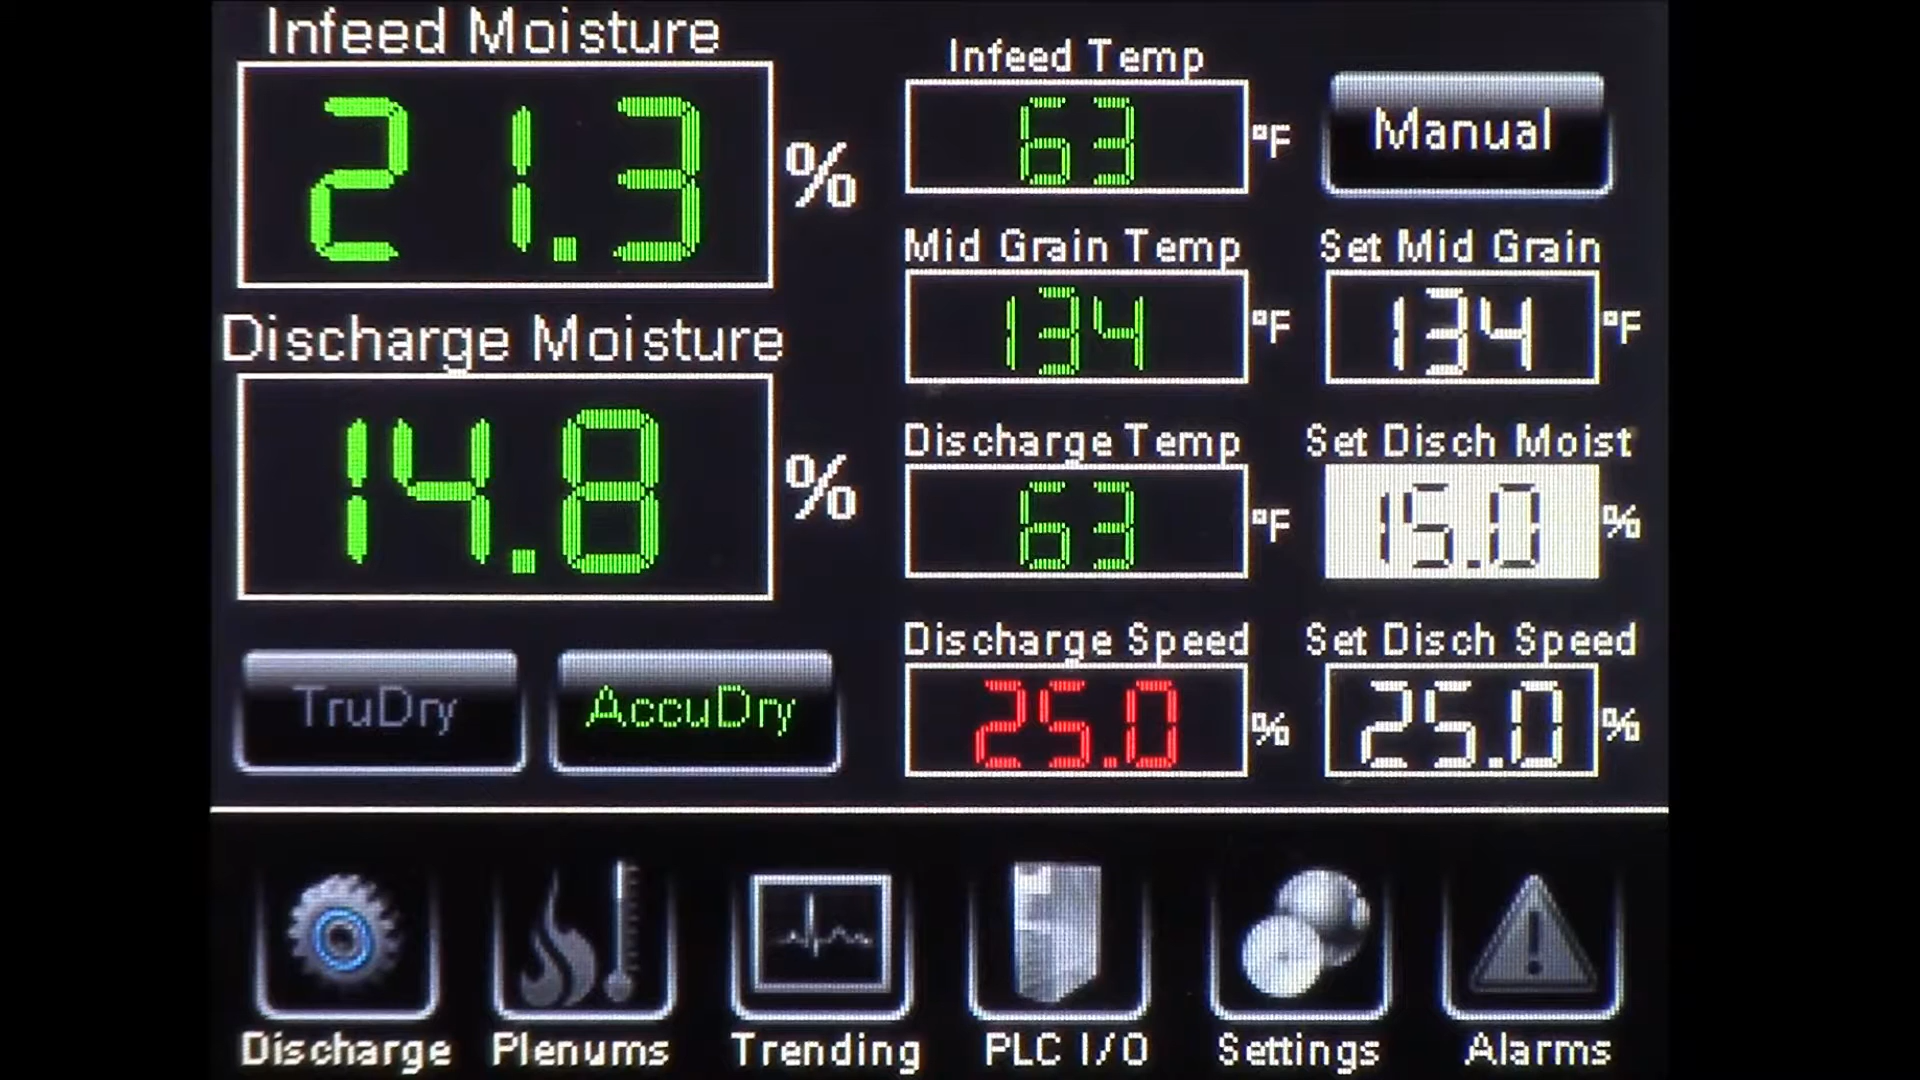 Infeed Moisture
21.3 %
Discharge Moisture
14.8 %
TruDry
AccuDry
Infeed Temp
63 °F
Manual
Mid Grain Temp
134 °F
Set Mid Grain
134 °F
Discharge Temp
63 °F
Set Disch Moist
15.0 %
Discharge Speed
25.0 %
Set Disch Speed
25.0 %
Discharge
Plenums
Trending
PLC I/O
Settings
Alarms